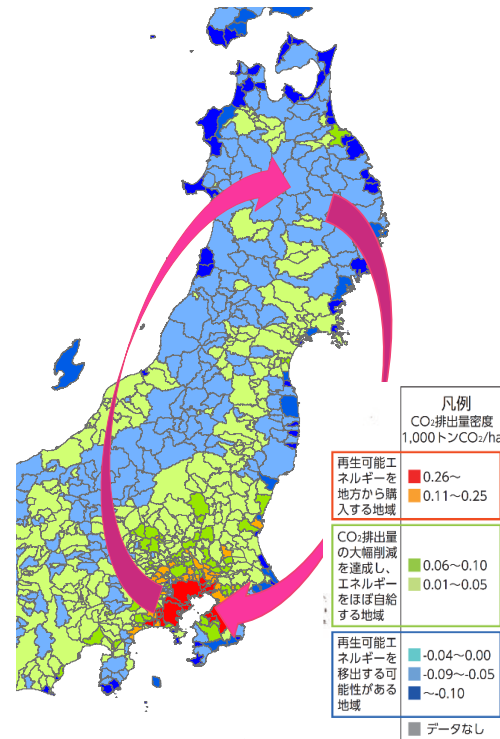 凡例
CO₂排出量密度
1,000トンCO₂/ha
再生可能エ
ネルギーを
地方から購
入する地域
0.26～
0.11～0.25
CO₂排出量
の大幅削減
を達成し、
エネルギー
をほぼ自給
する地域
0.06～0.10
0.01～0.05
再生可能エ
ネルギーを
移出する可
能性がある
地域
-0.04～0.00
-0.09～-0.05
～-0.10
データなし